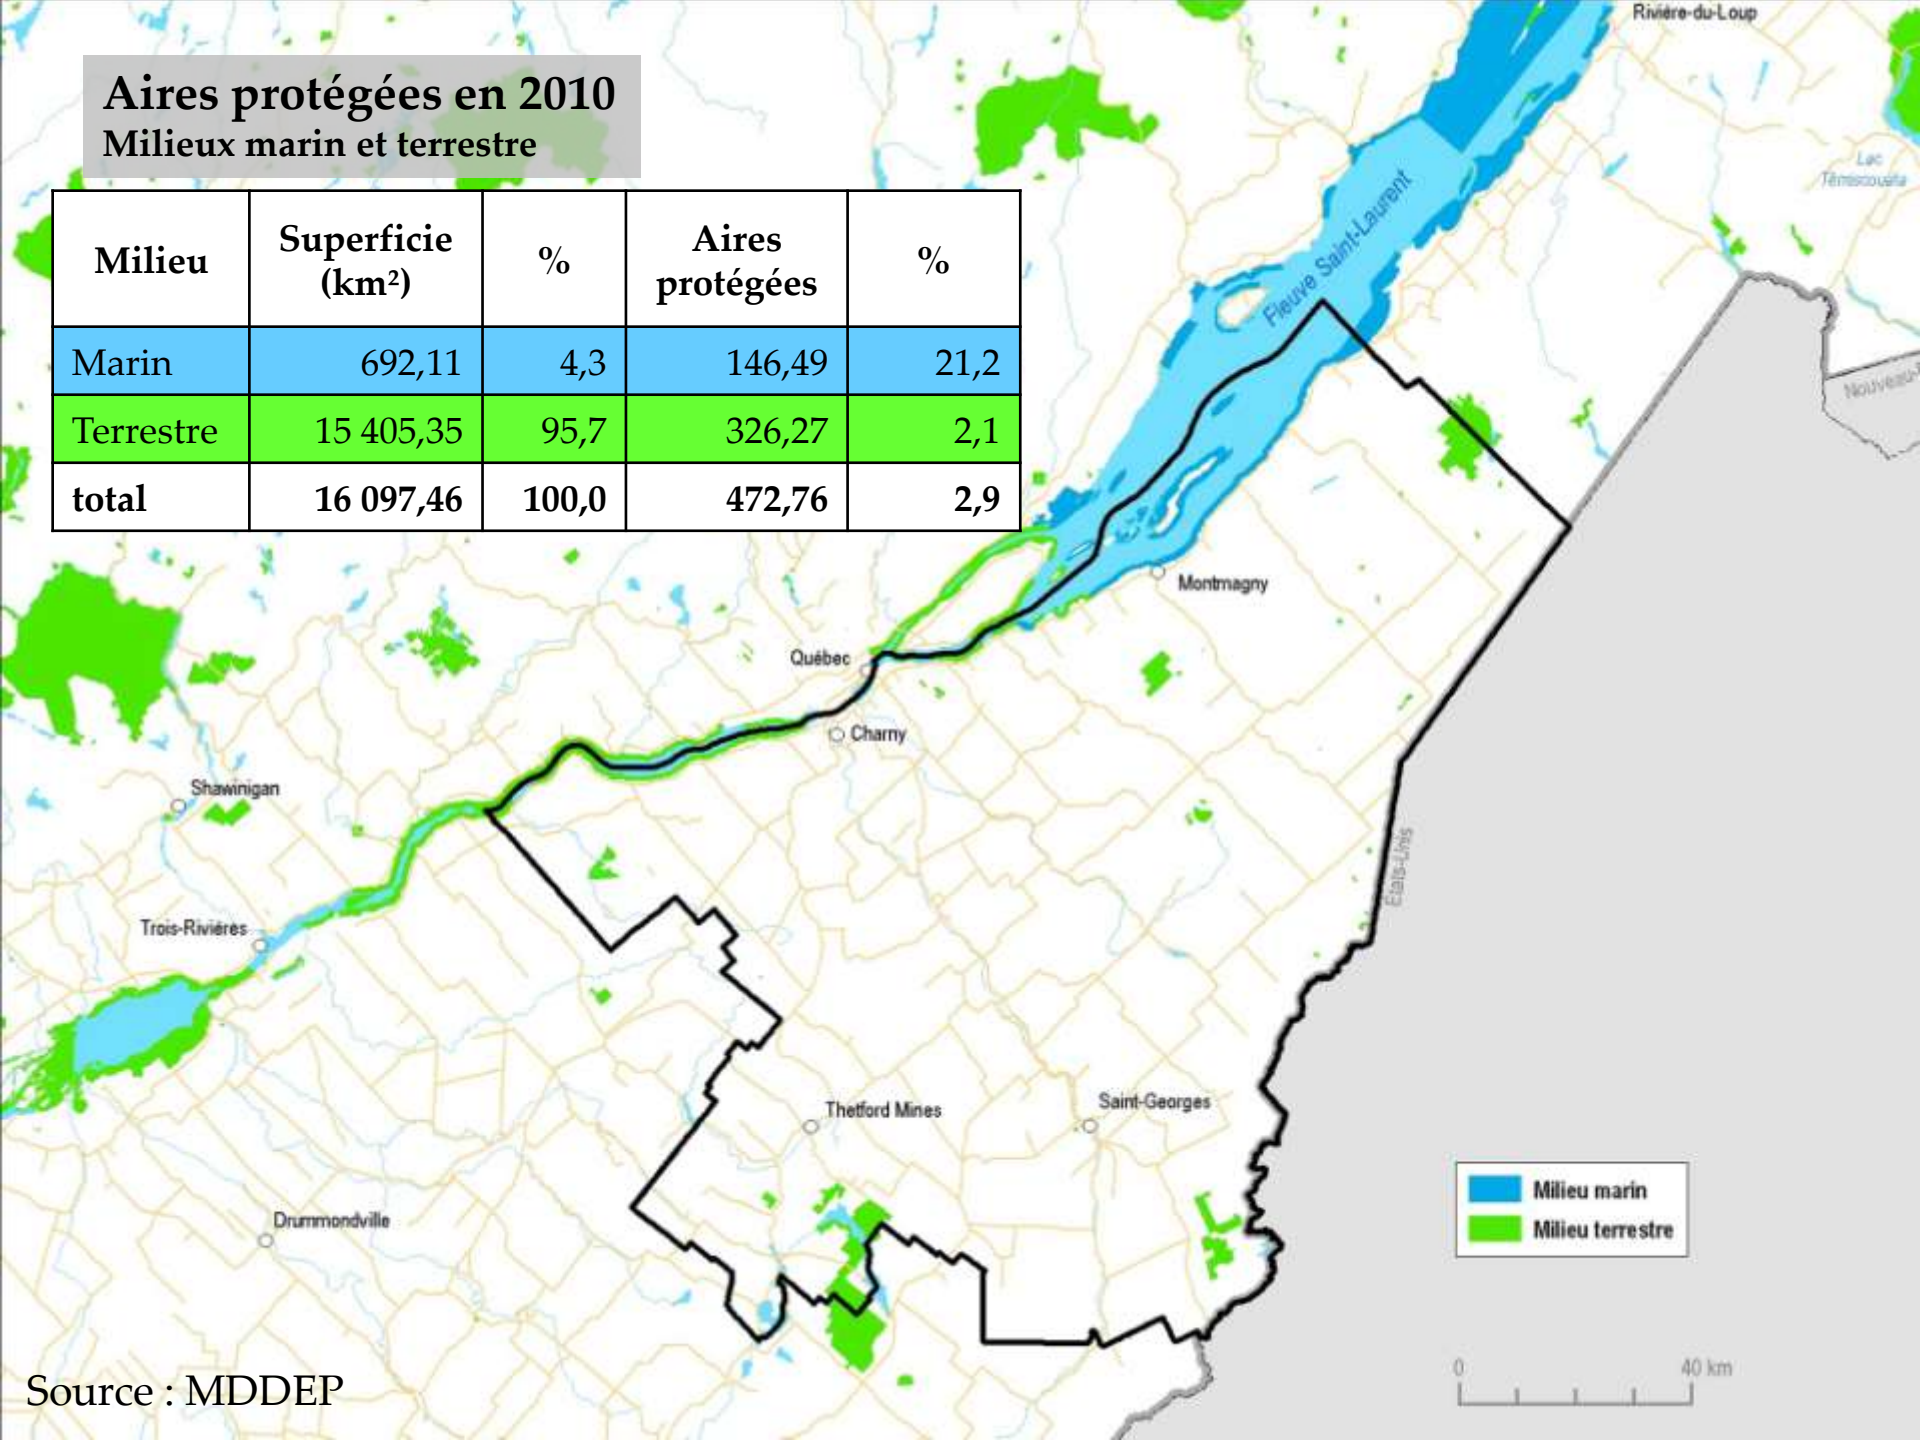 Rivière-du-Loup
Aires protégées en 2010
Milieux marin et terrestre
Lac
Témiscouata
Milieu Superficie (km²) % Aires protégées %
Marin 692,11 4,3 146,49 21,2
Terrestre 15 405,35 95,7 326,27 2,1
total 16 097,46 100,0 472,76 2,9
Fleuve Saint-Laurent
Montmagny
Québec
Charny
Shawinigan
États-Unis
Trois-Rivières
Thetford Mines
Saint-Georges
Drummondville
Milieu marin
Milieu terrestre
0 40 km
Source : MDDEP